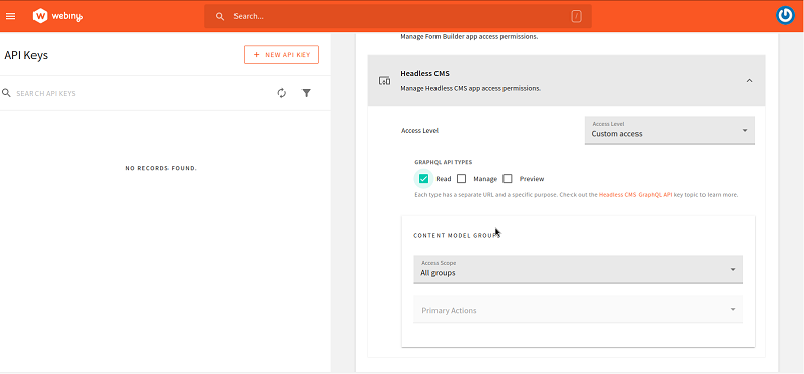 webiny
Search...
/
API Keys
+ NEW API KEY
SEARCH API KEYS
NO RECORDS FOUND.
Manage Form Builder app access permissions.
Headless CMS
Manage Headless CMS app access permissions.
Access Level
Access Level
Custom access
GRAPHQL API TYPES
Read
Manage
Preview
Each type has a separate URL and a specific purpose. Check out the Headless CMS GraphQL API key topic to learn more.
CONTENT MODEL GROUPS
Access Scope
All groups
Primary Actions